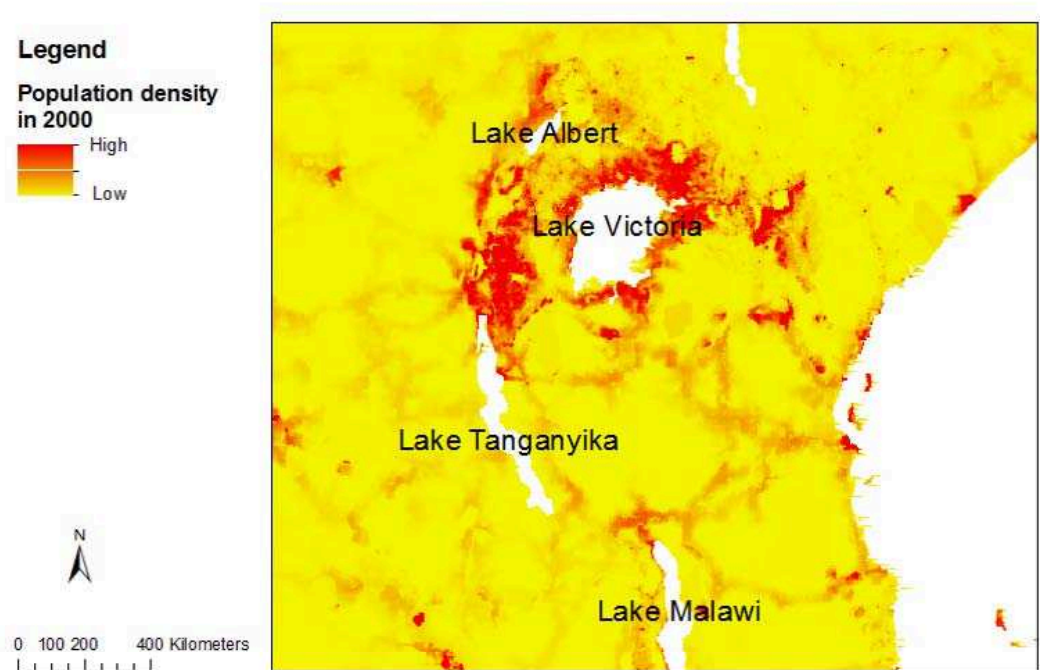 Legend
Population density
in 2000
High
Low
Lake Albert
Lake Victoria
Lake Tanganyika
Lake Malawi
N
0 100 200 400 Kilometers